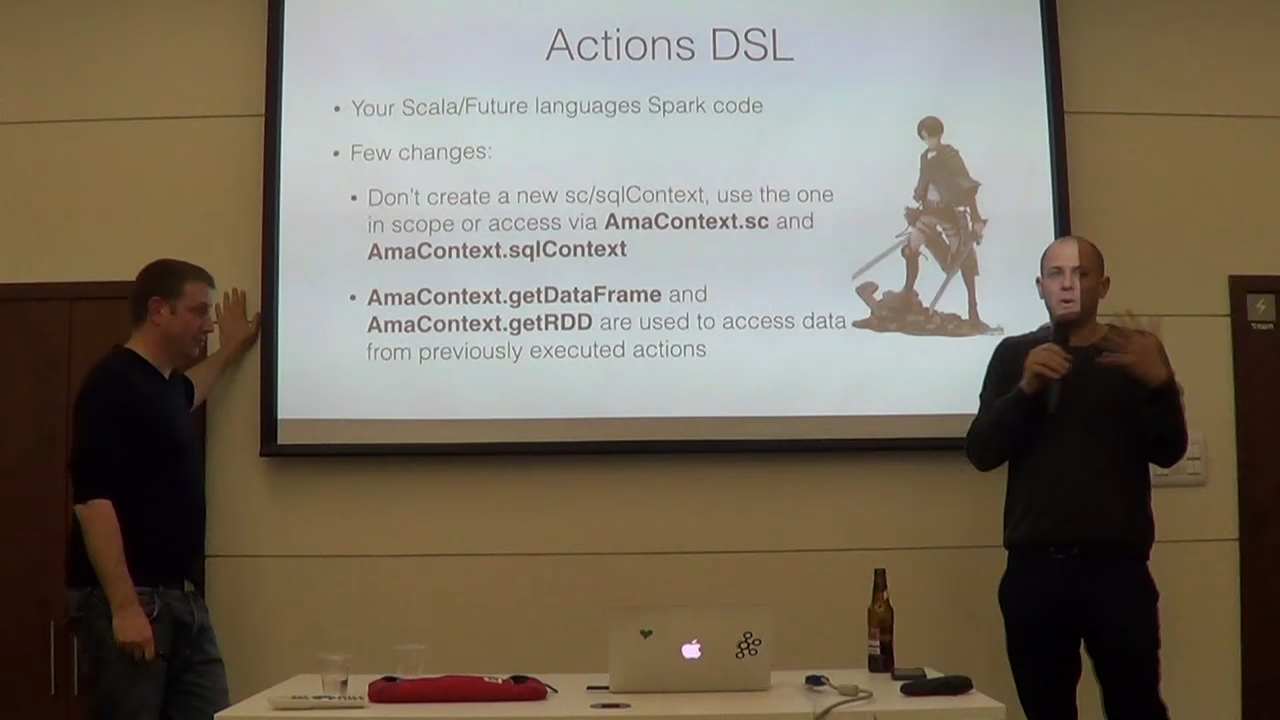 Actions DSL
• Your Scala/Future languages Spark code
• Few changes:
• Don't create a new sc/sqlContext, use the one
in scope or access via AmaContext.sc and
AmaContext.sqlContext
• AmaContext.getDataFrame and
AmaContext.getRDD are used to access data
from previously executed actions